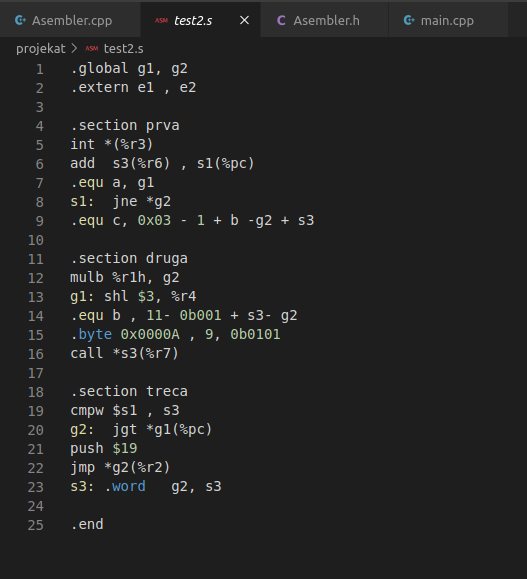 Asembler.cpp
ASM test2.s
C Asembler.h
main.cpp
projekat > ASM test2.s
1 .global g1, g2
2 .extern e1 , e2
3
4 .section prva
5 int *(%r3)
6 add  s3(%r6) , s1(%pc)
7 .equ a, g1
8 s1:  jne *g2
9 .equ c, 0x03 - 1 + b -g2 + s3
10
11 .section druga
12 mulb %r1h, g2
13 g1: shl $3, %r4
14 .equ b , 11- 0b001 + s3- g2
15 .byte 0x0000A , 9, 0b0101
16 call *s3(%r7)
17
18 .section treca
19 cmpw $s1 , s3
20 g2:  jgt *g1(%pc)
21 push $19
22 jmp *g2(%r2)
23 s3: .word   g2, s3
24
25 .end